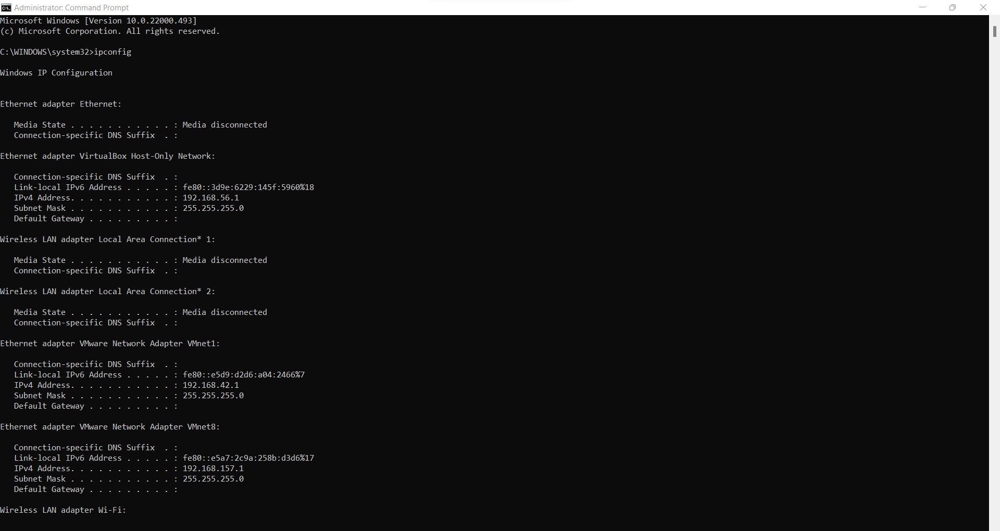 Administrator: Command Prompt
Microsoft Windows [Version 10.0.22000.493]
(c) Microsoft Corporation. All rights reserved.
C:\WINDOWS\system32>ipconfig
Windows IP Configuration
Ethernet adapter Ethernet:
   Media State . . . . . . . . . . . : Media disconnected
   Connection-specific DNS Suffix  . :
Ethernet adapter VirtualBox Host-Only Network:
   Connection-specific DNS Suffix  . :
   Link-local IPv6 Address . . . . . : fe80::3d9e:6229:145f:5960%18
   IPv4 Address. . . . . . . . . . . : 192.168.56.1
   Subnet Mask . . . . . . . . . . . : 255.255.255.0
   Default Gateway . . . . . . . . . :
Wireless LAN adapter Local Area Connection* 1:
   Media State . . . . . . . . . . . : Media disconnected
   Connection-specific DNS Suffix  . :
Wireless LAN adapter Local Area Connection* 2:
   Media State . . . . . . . . . . . : Media disconnected
   Connection-specific DNS Suffix  . :
Ethernet adapter VMware Network Adapter VMnet1:
   Connection-specific DNS Suffix  . :
   Link-local IPv6 Address . . . . . : fe80::e5d9:d2d6:a04:2466%7
   IPv4 Address. . . . . . . . . . . : 192.168.42.1
   Subnet Mask . . . . . . . . . . . : 255.255.255.0
   Default Gateway . . . . . . . . . :
Ethernet adapter VMware Network Adapter VMnet8:
   Connection-specific DNS Suffix  . :
   Link-local IPv6 Address . . . . . : fe80::e5a7:2c9a:258b:d3d6%17
   IPv4 Address. . . . . . . . . . . : 192.168.157.1
   Subnet Mask . . . . . . . . . . . : 255.255.255.0
   Default Gateway . . . . . . . . . :
Wireless LAN adapter Wi-Fi: